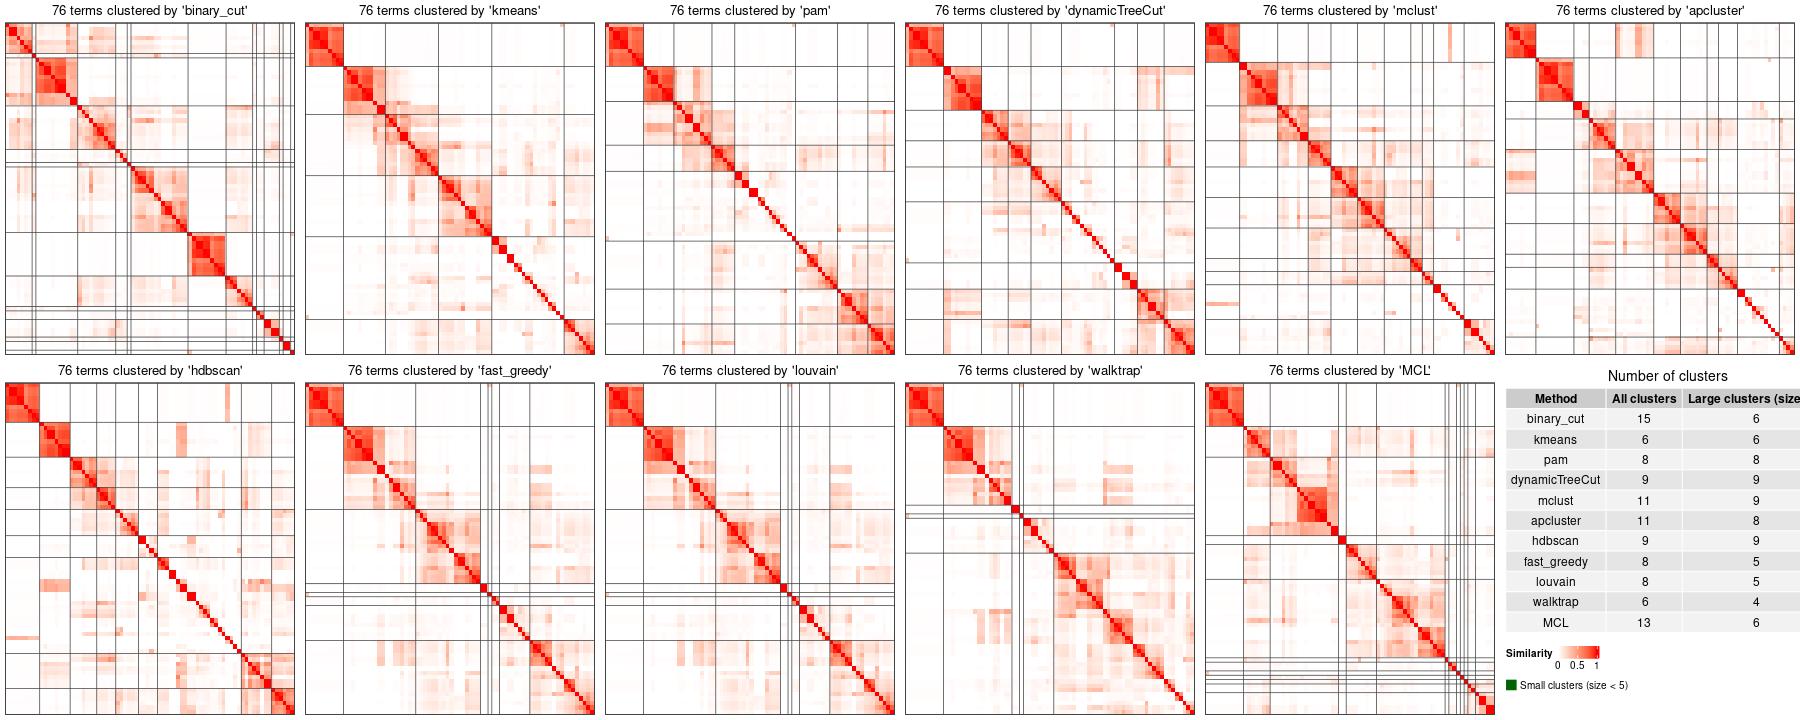 76 terms clustered by 'binary_cut'
76 terms clustered by 'kmeans'
76 terms clustered by 'pam'
76 terms clustered by 'dynamicTreeCut'
76 terms clustered by 'mclust'
76 terms clustered by 'apcluster'
76 terms clustered by 'hdbscan'
76 terms clustered by 'fast_greedy'
76 terms clustered by 'louvain'
76 terms clustered by 'walktrap'
76 terms clustered by 'MCL'
Number of clusters
Method All clusters Large clusters (size
binary_cut 15 6
kmeans 6 6
pam 8 8
dynamicTreeCut 9 9
mclust 11 9
apcluster 11 8
hdbscan 9 9
fast_greedy 8 5
louvain 8 5
walktrap 6 4
MCL 13 6
Similarity
0 0.5 1
Small clusters (size < 5)